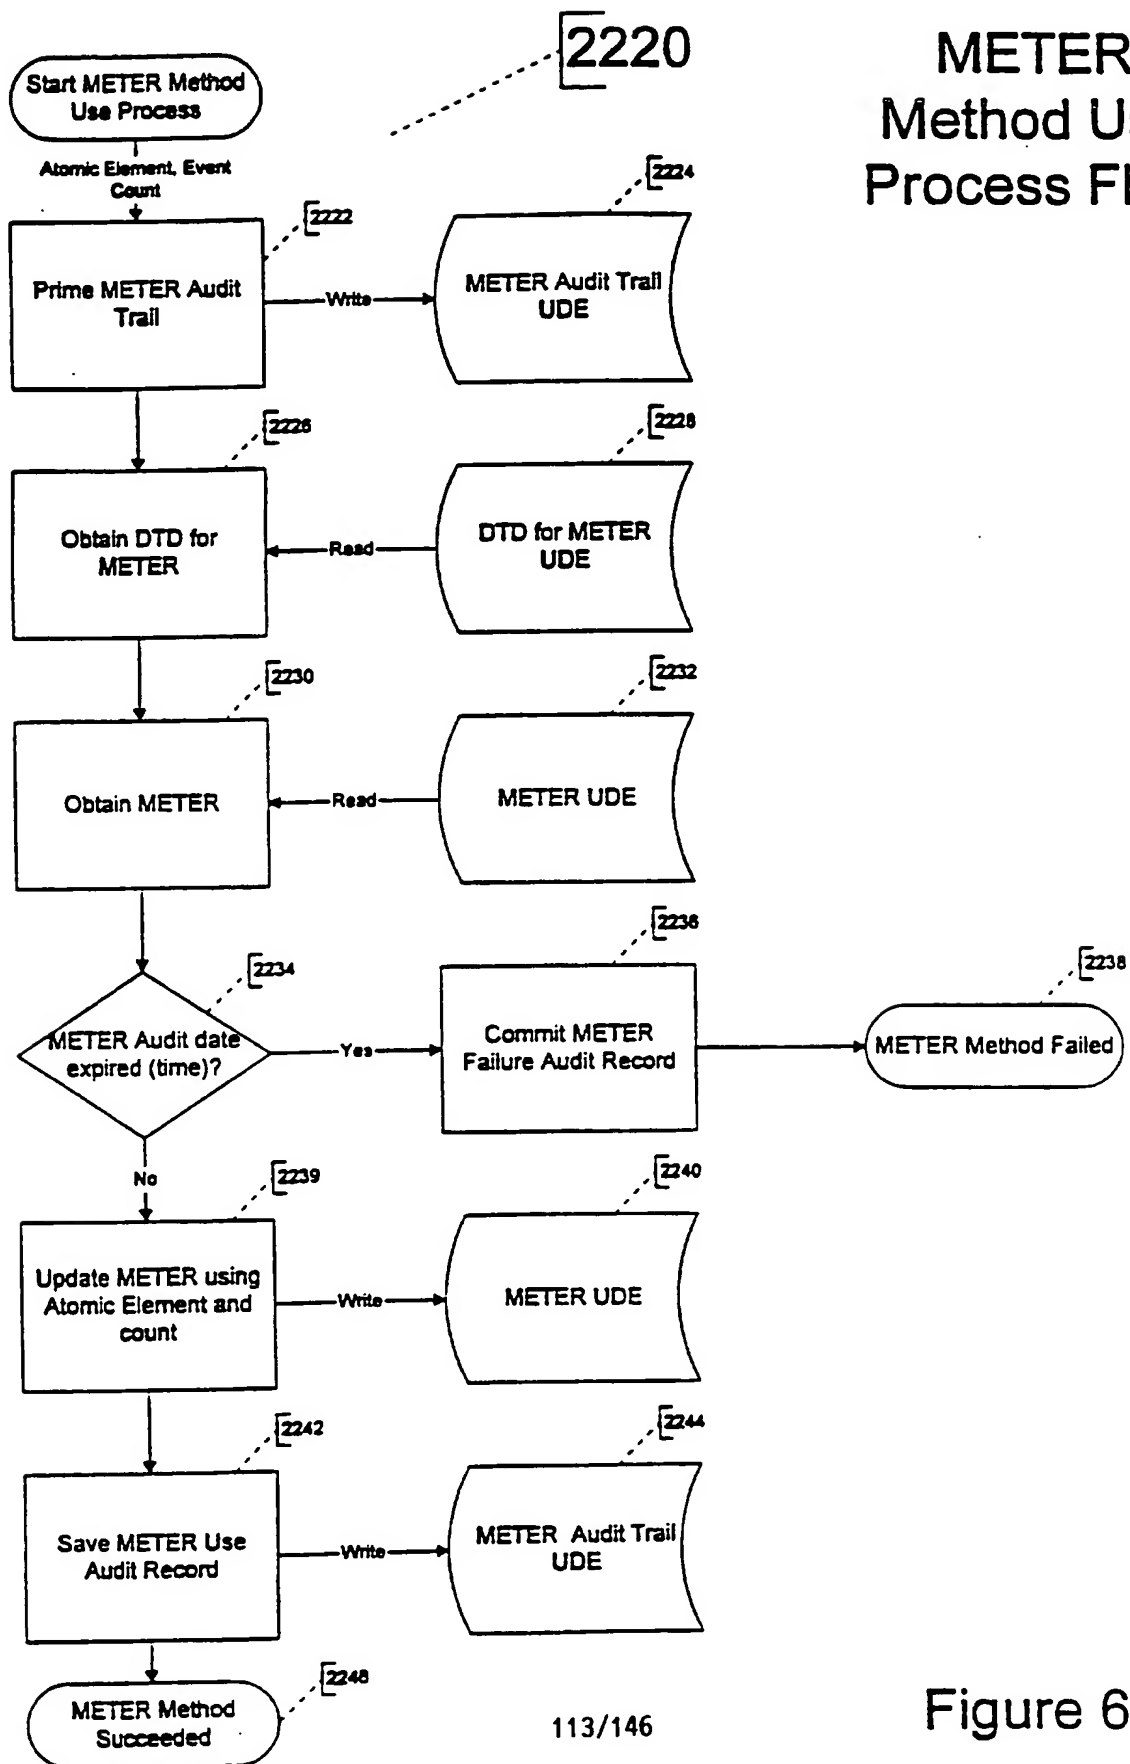 2220
METER
Method Us
Process Fl
Start METER Method
Use Process
Atomic Element, Event
Count
2222
Prime METER Audit
Trail
Write
2224
METER Audit Trail
UDE
2226
Obtain DTD for
METER
Read
2228
DTD for METER
UDE
2230
Obtain METER
Read
2232
METER UDE
2234
METER Audit date
expired (time)?
Yes
2236
Commit METER
Failure Audit Record
2238
METER Method Failed
No
2239
Update METER using
Atomic Element and
count
Write
2240
METER UDE
2242
Save METER Use
Audit Record
Write
2244
METER Audit Trail
UDE
2246
METER Method
Succeeded
113/146
Figure 6